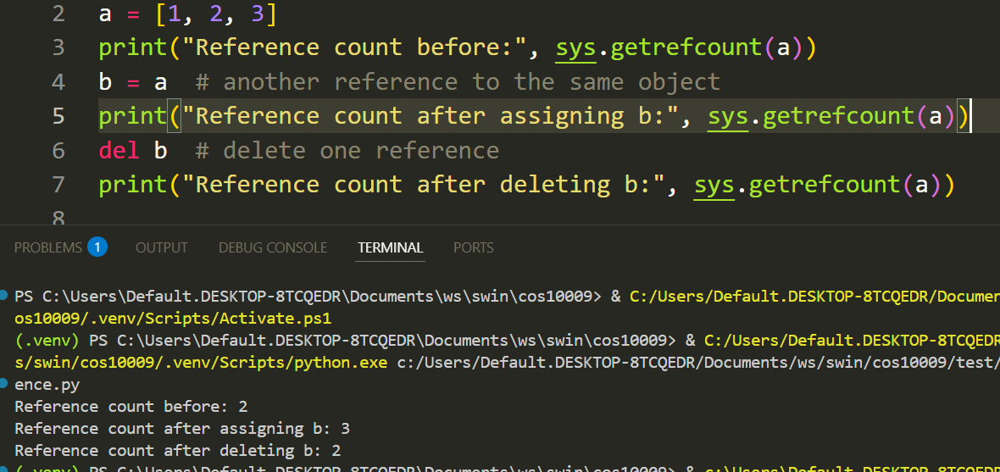 2 a = [1, 2, 3]
3 print("Reference count before:", sys.getrefcount(a))
4 b = a  # another reference to the same object
5 print("Reference count after assigning b:", sys.getrefcount(a))
6 del b  # delete one reference
7 print("Reference count after deleting b:", sys.getrefcount(a))
8
PROBLEMS 1 OUTPUT DEBUG CONSOLE TERMINAL PORTS
PS C:\Users\Default.DESKTOP-8TCQEDR\Documents\ws\swin\cos10009> & C:/Users/Default.DESKTOP-8TCQEDR/Documen
os10009/.venv/Scripts/Activate.ps1
(.venv) PS C:\Users\Default.DESKTOP-8TCQEDR\Documents\ws\swin\cos10009> & C:/Users/Default.DESKTOP-8TCQEDR
s/swin/cos10009/.venv/Scripts/python.exe c:/Users/Default.DESKTOP-8TCQEDR/Documents/ws/swin/cos10009/test/
ence.py
Reference count before: 2
Reference count after assigning b: 3
Reference count after deleting b: 2
(.venv) PS C:\Users\Default.DESKTOP-8TCQEDR\Documents\ws\swin\cos10009> & c:/Users/Default.DESKTOP-8TCQEDR